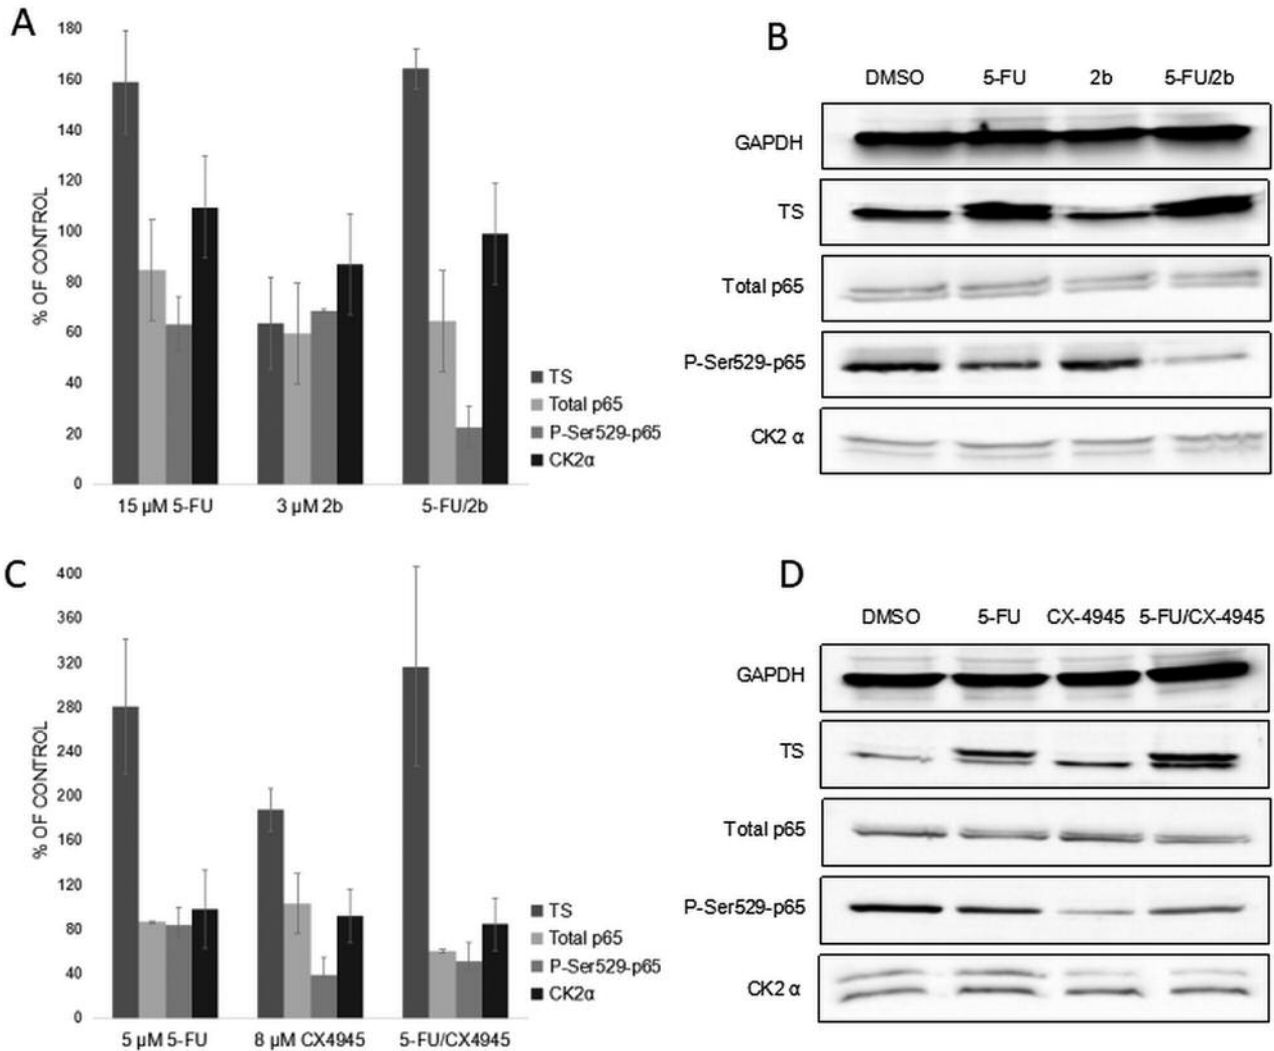 A
180
160
140
120
100
80
60
40
20
0
% OF CONTROL
15 µM 5-FU 3 µM 2b 5-FU/2b
TS
Total p65
P-Ser529-p65
CK2α
B
DMSO 5-FU 2b 5-FU/2b
GAPDH
TS
Total p65
P-Ser529-p65
CK2 α
C
400
360
320
280
240
200
160
120
80
40
0
% OF CONTROL
5 µM 5-FU 8 µM CX4945 5-FU/CX4945
TS
Total p65
P-Ser529-p65
CK2α
D
DMSO 5-FU CX-4945 5-FU/CX-4945
GAPDH
TS
Total p65
P-Ser529-p65
CK2 α